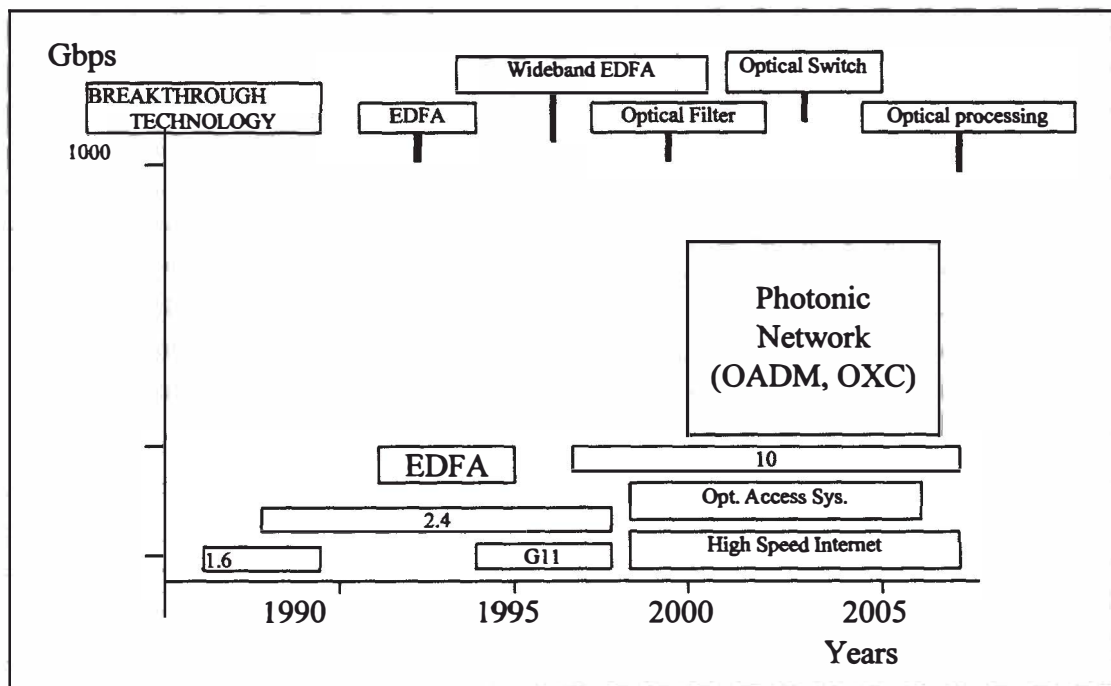 Gbps
Wideband EDFA
Optical Switch
BREAKTHROUGH
TECHNOLOGY
EDFA
Optical Filter
Optical processing
1000
Photonic
Network
(OADM, OXC)
EDFA
10
Opt. Access Sys.
2.4
1.6
G11
High Speed Internet
1990
1995
2000
2005
Years